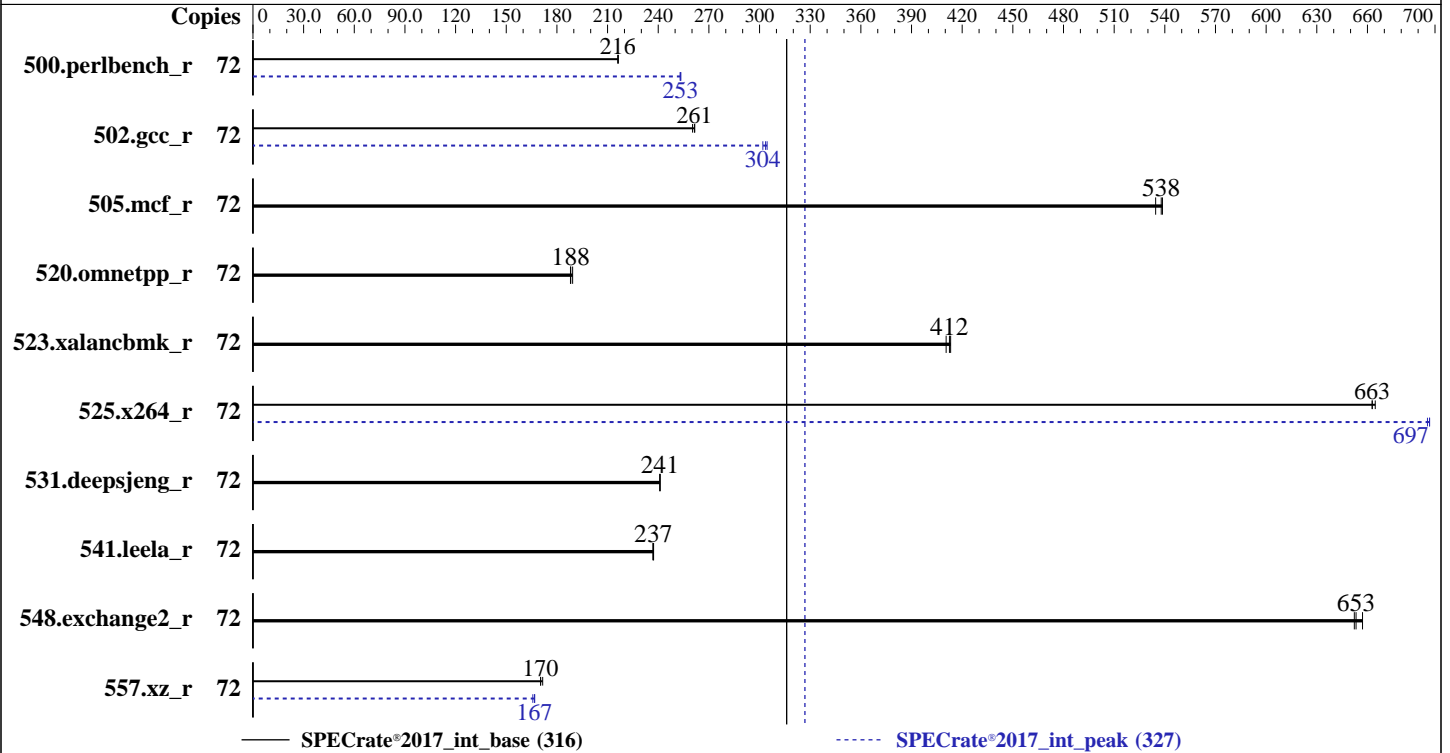 Copies 0 30.0 60.0 90.0 120 150 180 210 240 270 300 330 360 390 420 450 480 510 540 570 600 630 660 700
216
500.perlbench_r 72
253
261
502.gcc_r 72
304
538
505.mcf_r 72
188
520.omnetpp_r 72
412
523.xalancbmk_r 72
663
525.x264_r 72
697
241
531.deepsjeng_r 72
237
541.leela_r 72
653
548.exchange2_r 72
170
557.xz_r 72
167
SPECrate®2017_int_base (316) SPECrate®2017_int_peak (327)